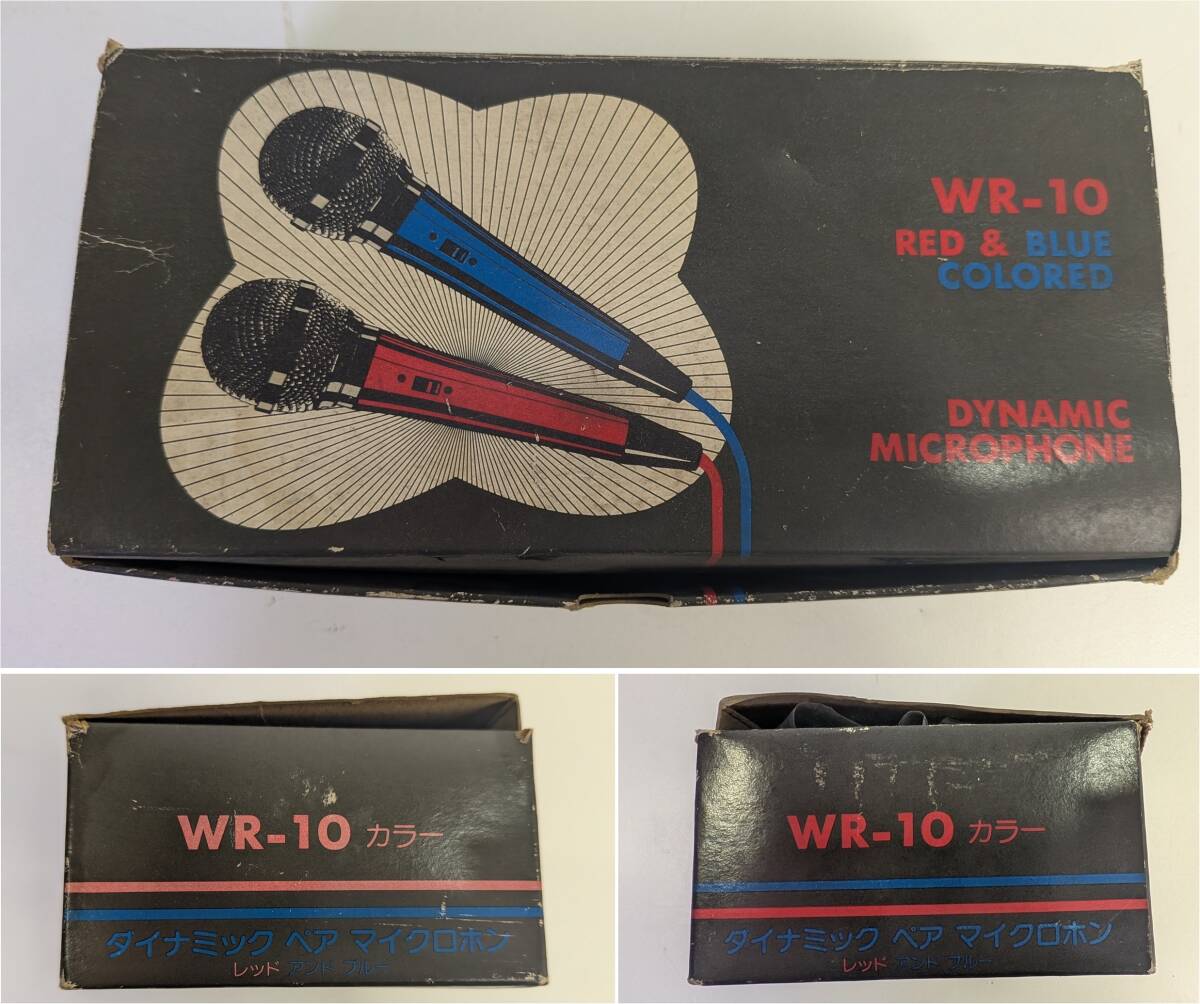 WR-10
RED & BLUE
COLORED
DYNAMIC
MICROPHONE
WR-10 カラー
ダイナミック ペア マイクロホン
レッド アンド ブルー
WR-10 カラー
ダイナミック ペア マイクロホン
レッド アンド ブルー